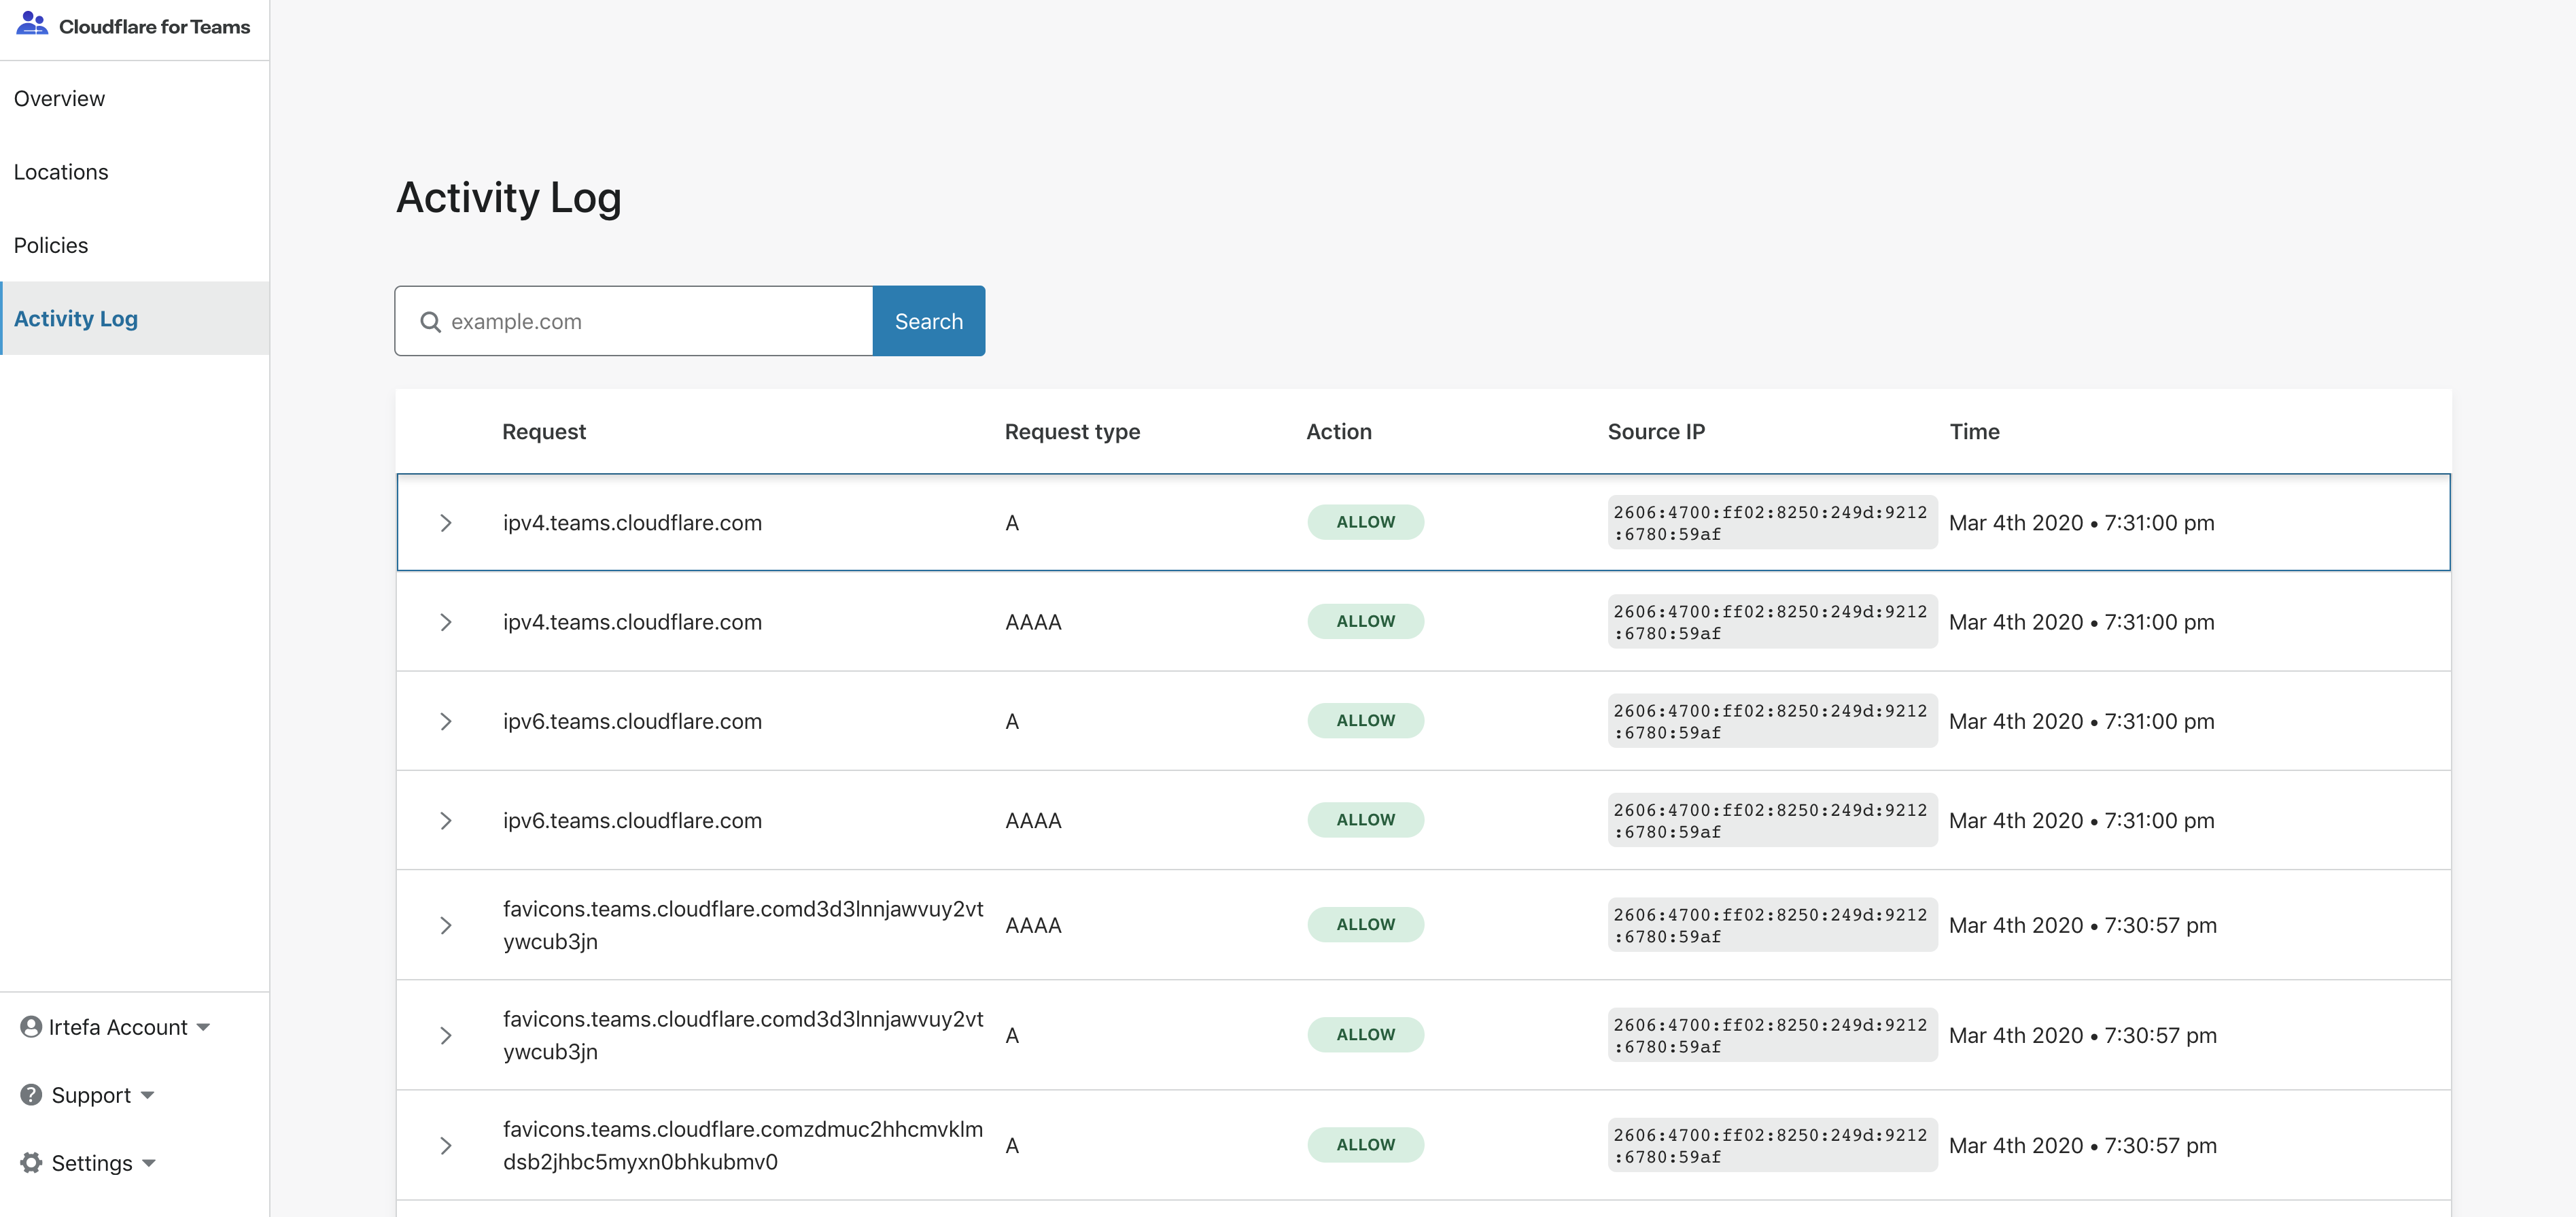 Cloudflare for Teams
Overview
Locations
Policies
Activity Log
Irtefa Account
Support
Settings
Activity Log
example.com
Search
Request Request type Action Source IP Time
ipv4.teams.cloudflare.com A ALLOW 2606:4700:ff02:8250:249d:9212 Mar 4th 2020 • 7:31:00 pm
:6780:59af
ipv4.teams.cloudflare.com AAAA ALLOW 2606:4700:ff02:8250:249d:9212 Mar 4th 2020 • 7:31:00 pm
:6780:59af
ipv6.teams.cloudflare.com A ALLOW 2606:4700:ff02:8250:249d:9212 Mar 4th 2020 • 7:31:00 pm
:6780:59af
ipv6.teams.cloudflare.com AAAA ALLOW 2606:4700:ff02:8250:249d:9212 Mar 4th 2020 • 7:31:00 pm
:6780:59af
favicons.teams.cloudflare.comd3d3lnnjawvuy2vt AAAA ALLOW 2606:4700:ff02:8250:249d:9212 Mar 4th 2020 • 7:30:57 pm
ywcub3jn :6780:59af
favicons.teams.cloudflare.comd3d3lnnjawvuy2vt A ALLOW 2606:4700:ff02:8250:249d:9212 Mar 4th 2020 • 7:30:57 pm
ywcub3jn :6780:59af
favicons.teams.cloudflare.comzdmuc2hhcmvklm A ALLOW 2606:4700:ff02:8250:249d:9212 Mar 4th 2020 • 7:30:57 pm
dsb2jhbc5myxn0bhkubmv0 :6780:59af